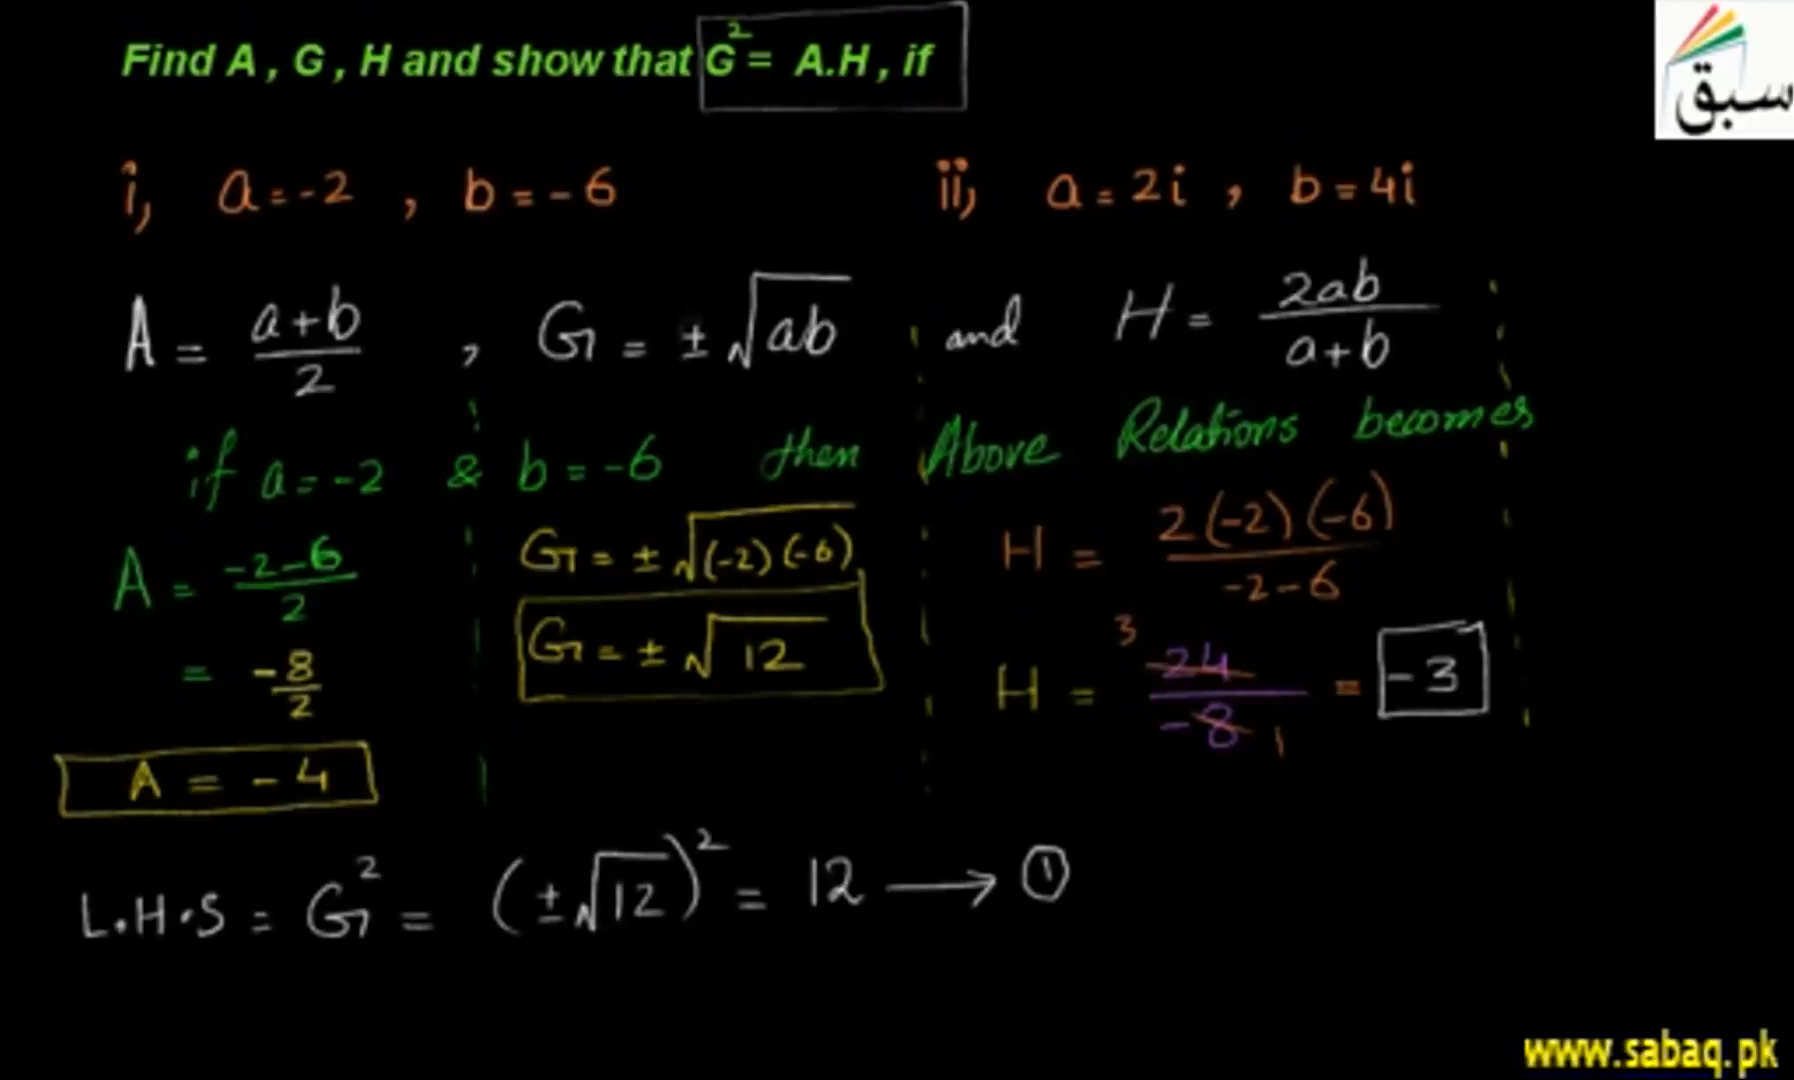 Find A , G , H and show that G² = A.H , if
سبق
i, a = -2 , b = -6 ii, a = 2i , b = 4i
A = a+b/2 , G = ±√ab and H = 2ab/a+b
if a = -2 & b = -6 then Above Relations becomes
A = -2-6/2 G = ±√(-2)(-6) H = 2(-2)(-6)/-2-6
= -8/2 G = ±√12 H = 24/-8 3 1 = -3
A = -4
L.H.S = G² = (±√12)² = 12 → ①
www.sabaq.pk